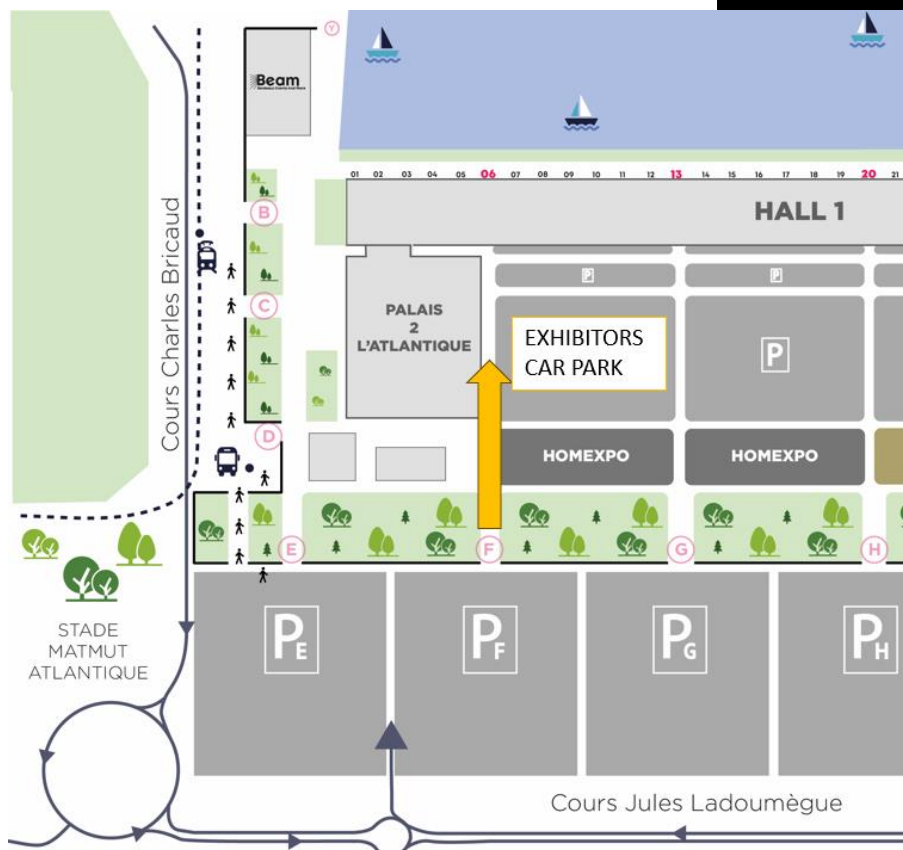 Y
Beam
01 02 03 04 05 06 07 08 09 10 11 12 13 14 15 16 17 18 19 20 21
HALL 1
B
C
D
Cours Charles Bricaud
P
P
PALAIS
2
L'ATLANTIQUE
EXHIBITORS
CAR PARK
P
HOMEXPO
HOMEXPO
E
F
G
H
STADE
MATMUT
ATLANTIQUE
PE
PF
PG
PH
Cours Jules Ladoumègue